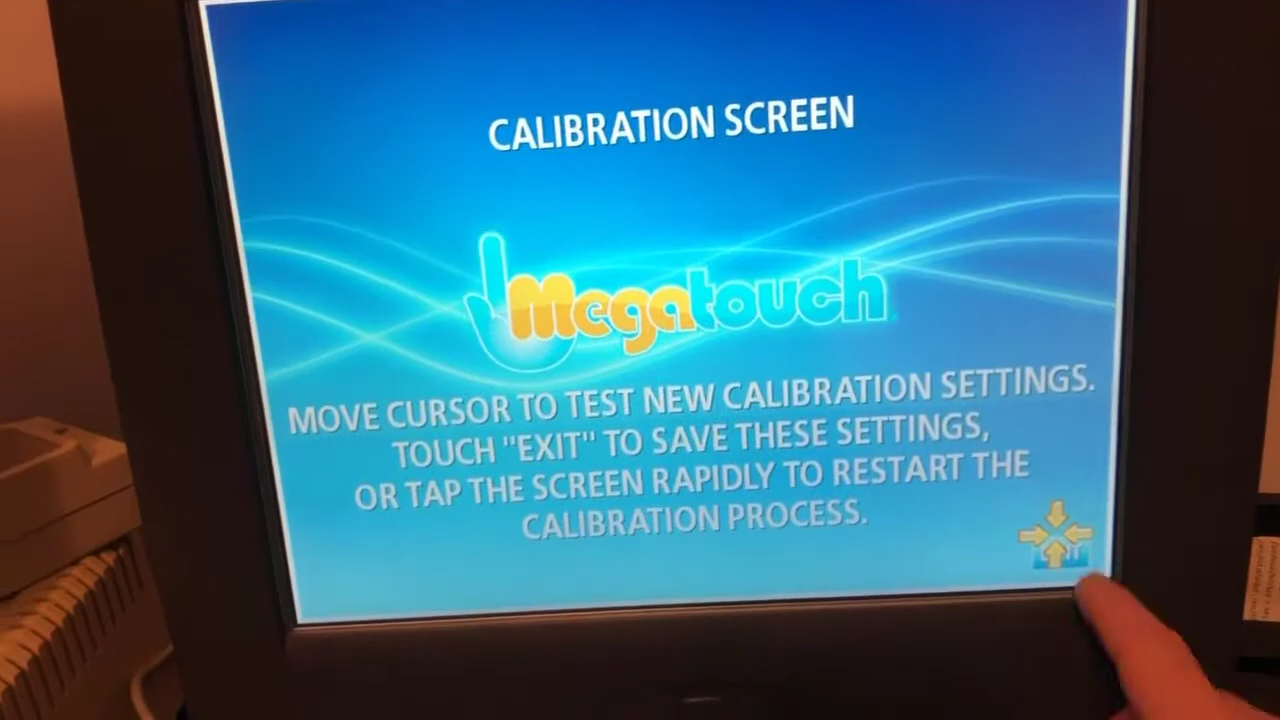 CALIBRATION SCREEN
Megatouch
MOVE CURSOR TO TEST NEW CALIBRATION SETTINGS.
TOUCH "EXIT" TO SAVE THESE SETTINGS,
OR TAP THE SCREEN RAPIDLY TO RESTART THE
CALIBRATION PROCESS.